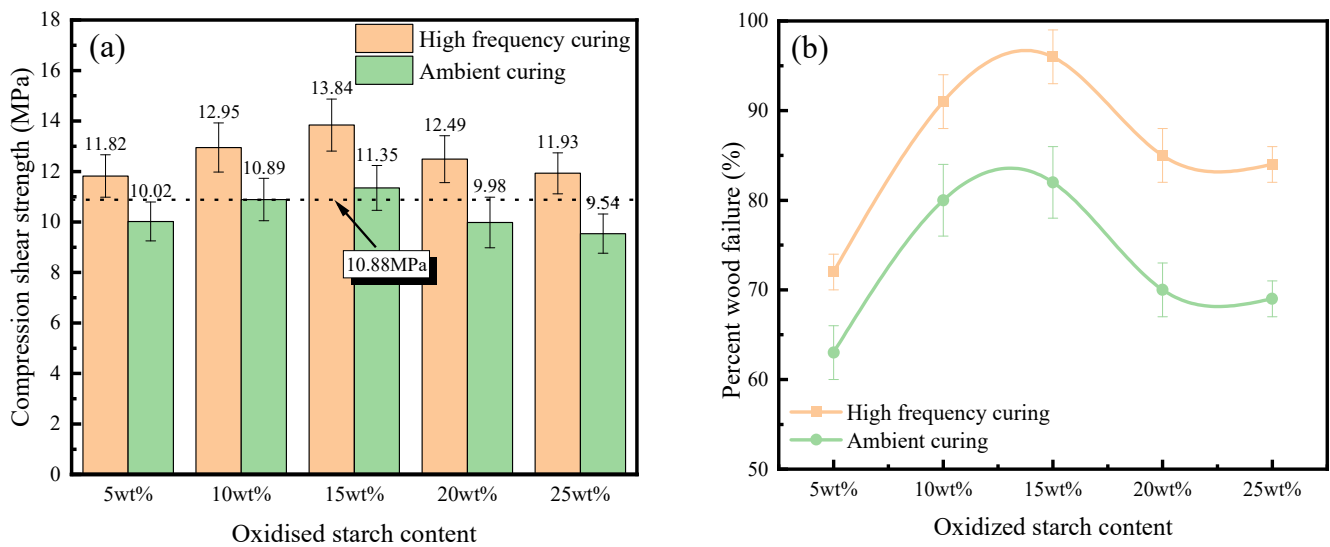 (a)
High frequency curing
Ambient curing
Compression shear strength (MPa)
18
16
14
12
10
8
6
4
2
0
11.82
10.02
12.95
10.89
13.84
11.35
12.49
9.98
11.93
9.54
10.88MPa
5wt%
10wt%
15wt%
20wt%
25wt%
Oxidised starch content
(b)
Percent wood failure (%)
100
90
80
70
60
50
High frequency curing
Ambient curing
5wt%
10wt%
15wt%
20wt%
25wt%
Oxidized starch content